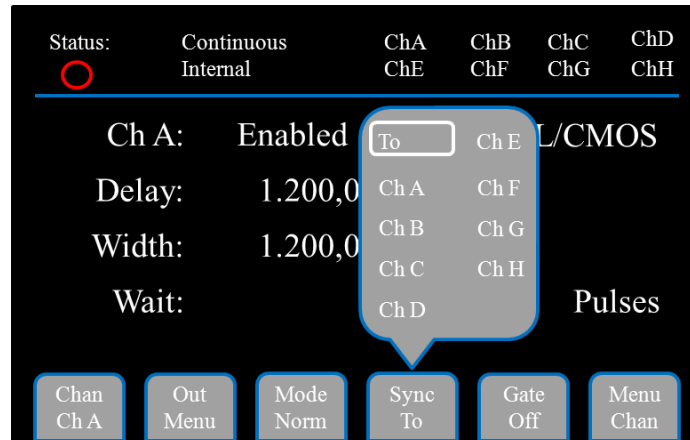 Status: Continuous ChA ChB ChC ChD
Internal ChE ChF ChG ChH
Ch A: Enabled L/CMOS
Delay: 1.200,0
Width: 1.200,0
Wait: Pulses
To Ch E
Ch A Ch F
Ch B Ch G
Ch C Ch H
Ch D
Chan Out Mode Sync Gate Menu
Ch A Menu Norm To Off Chan